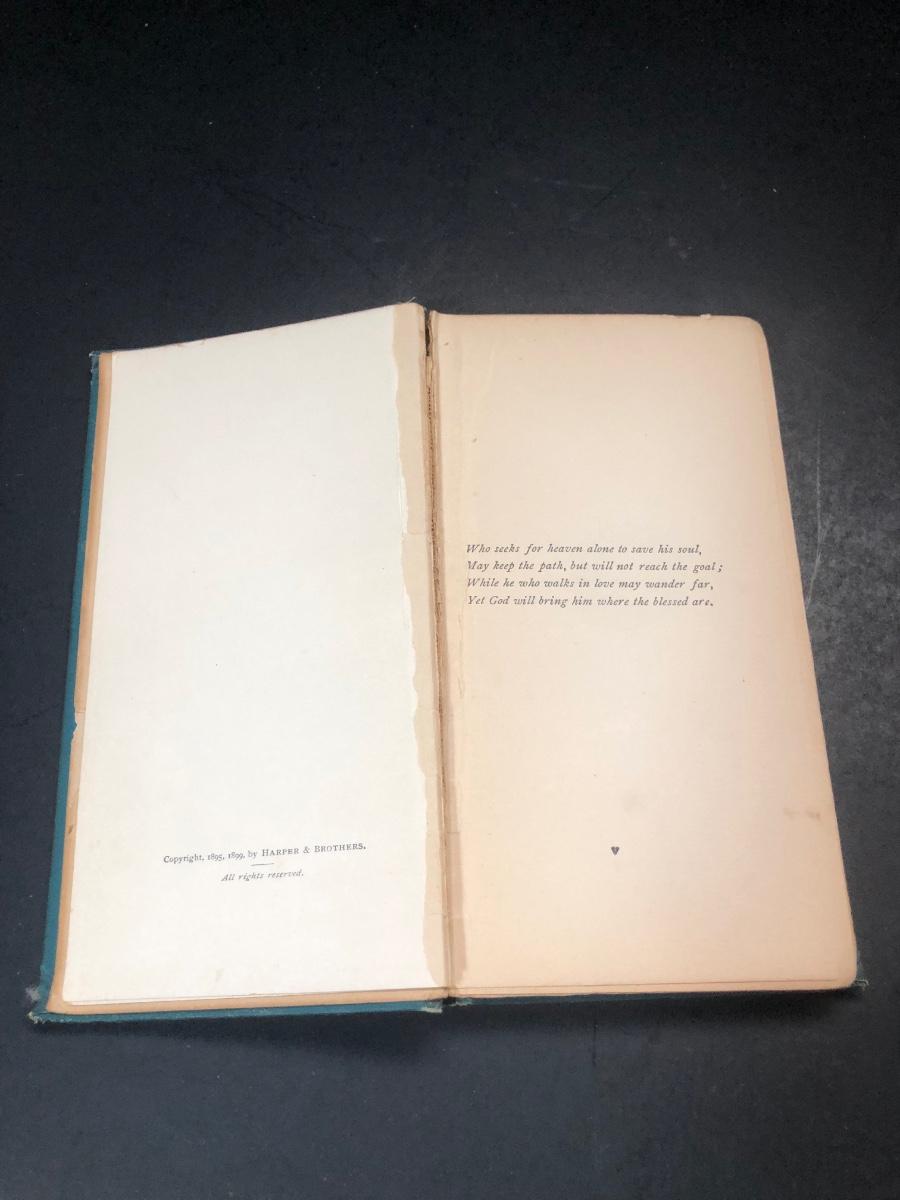 Copyright, 1895, 1899, by HARPER & BROTHERS.
All rights reserved.
Who seeks for heaven alone to save his soul,
May keep the path, but will not reach the goal;
While he who walks in love may wander far,
Yet God will bring him where the blessed are.